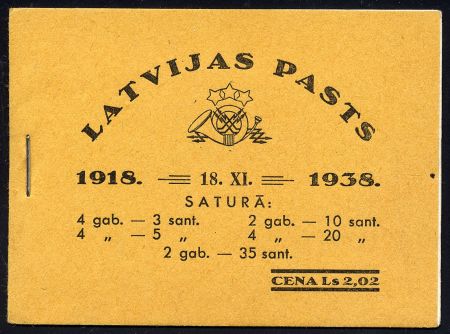 LATVIJAS PASTS
1918. 18. XI. 1938.
SATURĀ:
4 gab. — 3 sant. 2 gab. — 10 sant.
4 „ — 5 „ 4 „ — 20 „
2 gab. — 35 sant.
CENA Ls 2,02